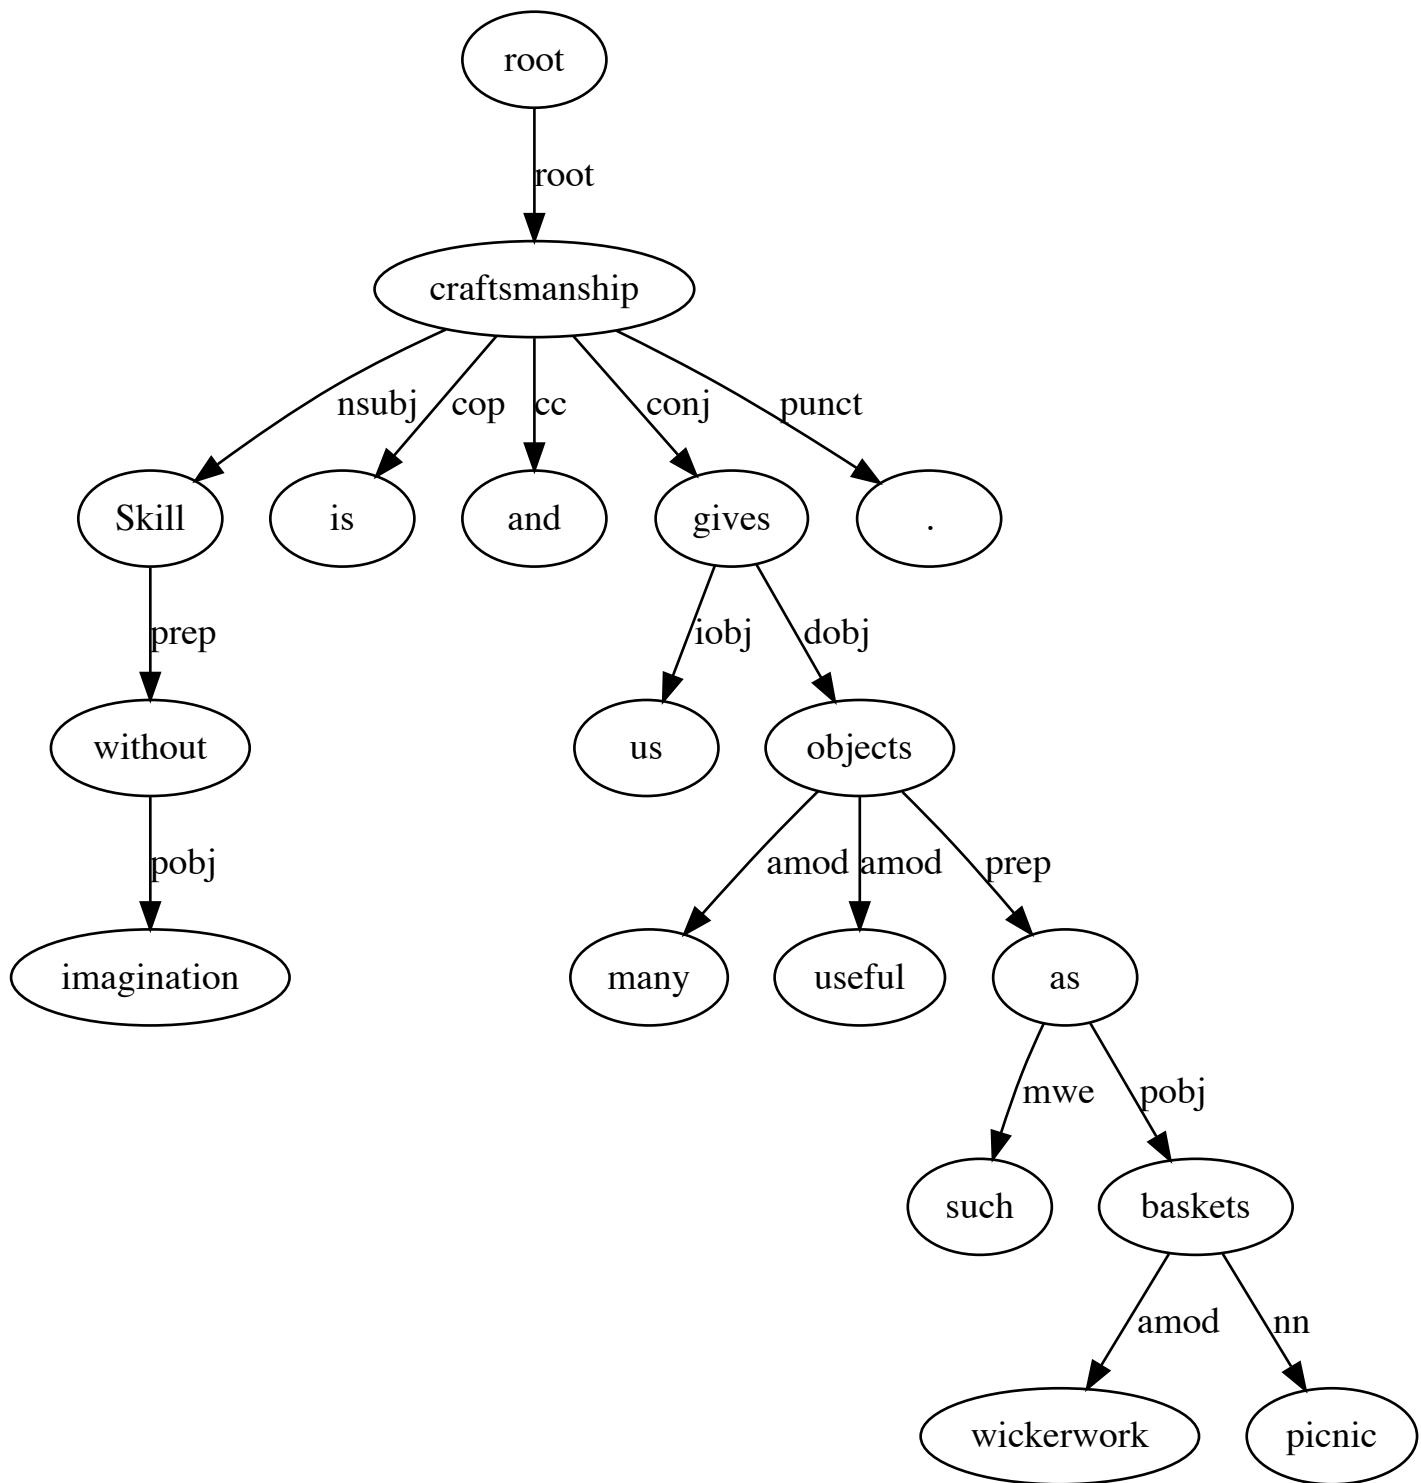 root
root
craftsmanship
nsubj cop cc conj punct
Skill is and gives .
prep iobj dobj
without us objects
pobj amod amod prep
imagination many useful as
mwe pobj
such baskets
amod nn
wickerwork picnic